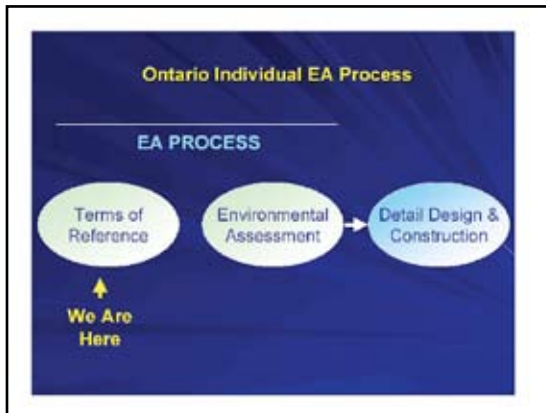 Ontario Individual EA Process
EA PROCESS
Terms of
Reference
Environmental
Assessment
Detail Design &
Construction
We Are
Here